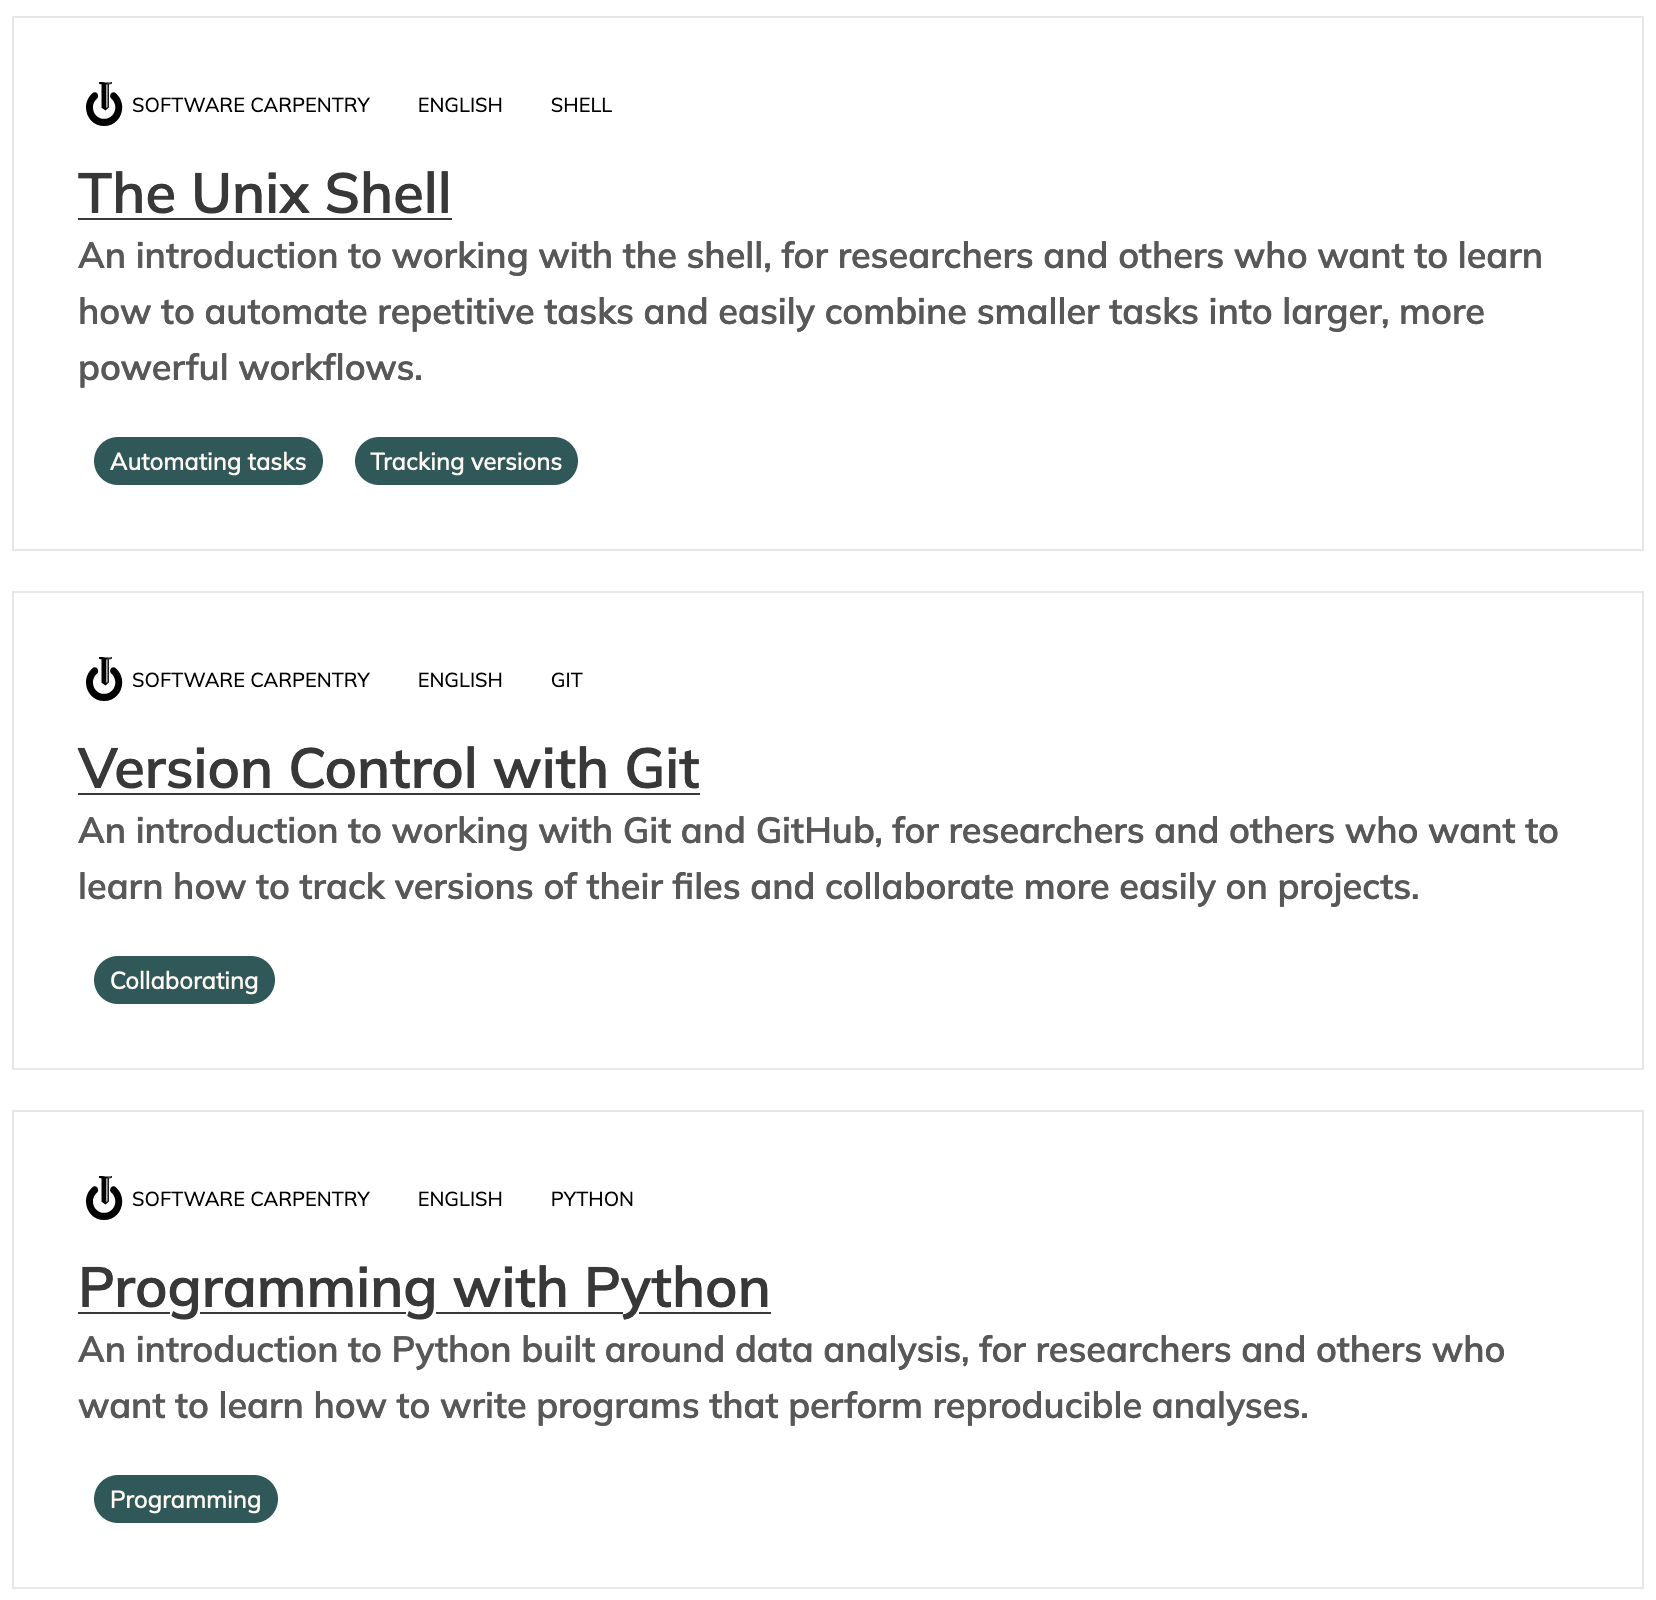 SOFTWARE CARPENTRY ENGLISH SHELL
The Unix Shell
An introduction to working with the shell, for researchers and others who want to learn
how to automate repetitive tasks and easily combine smaller tasks into larger, more
powerful workflows.
Automating tasks Tracking versions
SOFTWARE CARPENTRY ENGLISH GIT
Version Control with Git
An introduction to working with Git and GitHub, for researchers and others who want to
learn how to track versions of their files and collaborate more easily on projects.
Collaborating
SOFTWARE CARPENTRY ENGLISH PYTHON
Programming with Python
An introduction to Python built around data analysis, for researchers and others who
want to learn how to write programs that perform reproducible analyses.
Programming